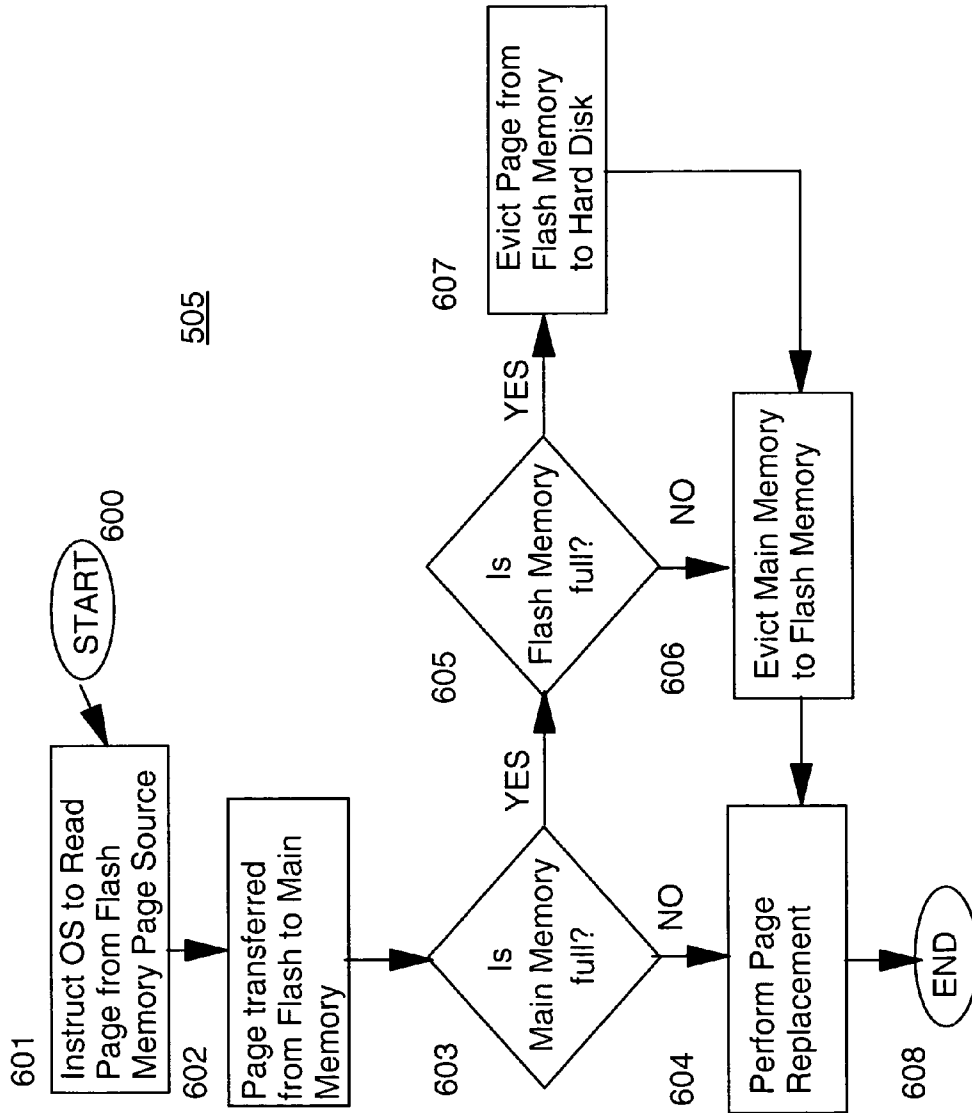 505
START
600
601
Instruct OS to Read
Page from Flash
Memory Page Source
602
Page transferred
from Flash to Main
Memory
603
Is
Main Memory
full?
YES
NO
605
Is
Flash Memory
full?
YES
NO
607
Evict Page from
Flash Memory
to Hard Disk
606
Evict Main Memory
to Flash Memory
604
Perform Page
Replacement
608
END